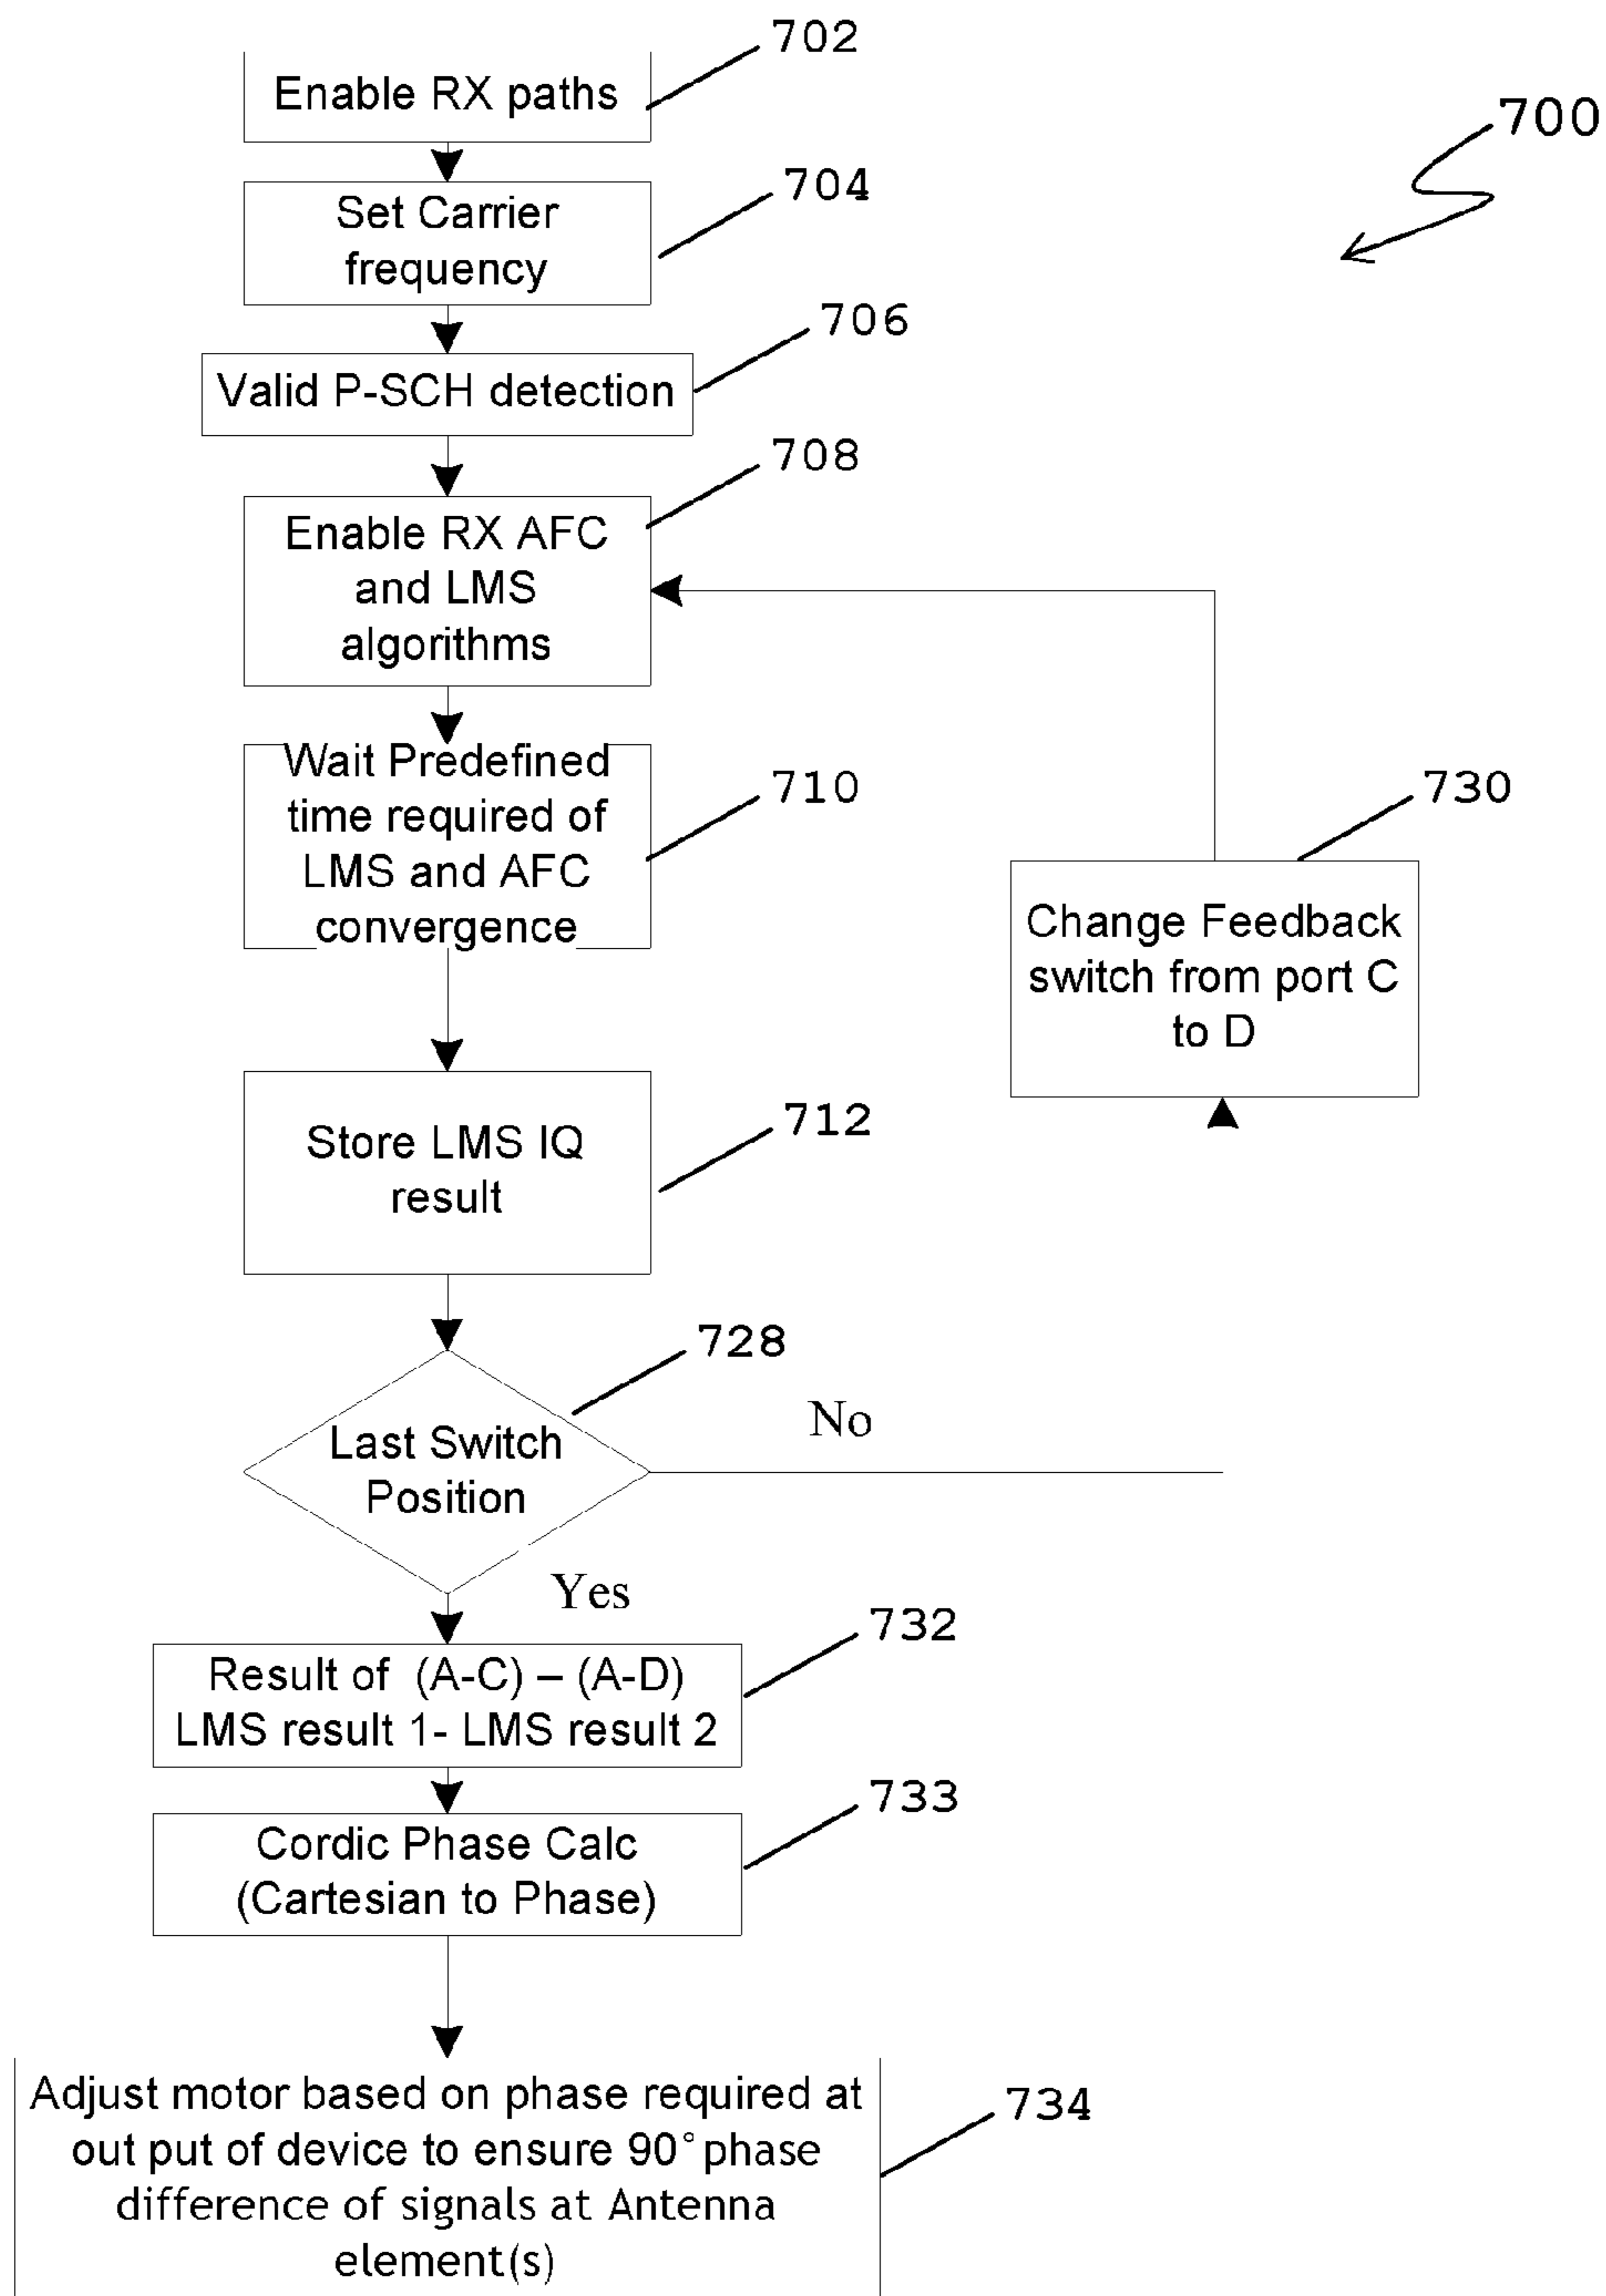 702
Enable RX paths
700
704
Set Carrier
frequency
706
Valid P-SCH detection
708
Enable RX AFC
and LMS
algorithms
Wait Predefined
time required of
LMS and AFC
convergence
710
730
Change Feedback
switch from port C
to D
712
Store LMS IQ
result
728
Last Switch
Position
No
Yes
732
Result of (A-C) – (A-D)
LMS result 1- LMS result 2
733
Cordic Phase Calc
(Cartesian to Phase)
734
Adjust motor based on phase required at
out put of device to ensure 90° phase
difference of signals at Antenna
element(s)